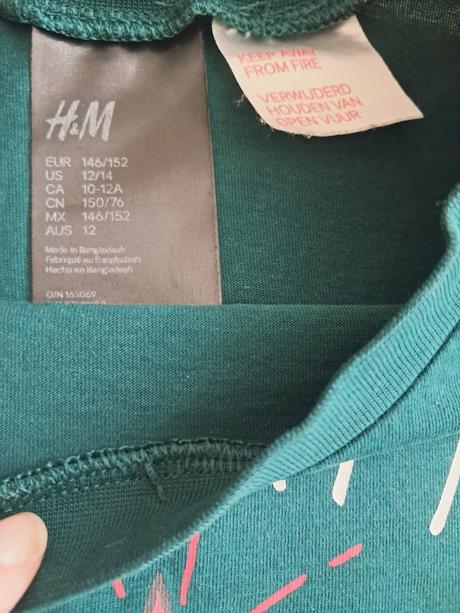 H&M
EUR 146/152
US 12/14
CA 10-12A
CN 150/76
MX 146/152
AUS 12
Made in Bangladesh
Fabriqué au Bangladesh
Hecho en Bangladesh
O/N 163069
KEEP AWAY
FROM FIRE
VERWIJDERD
HOUDEN VAN
OPEN VUUR